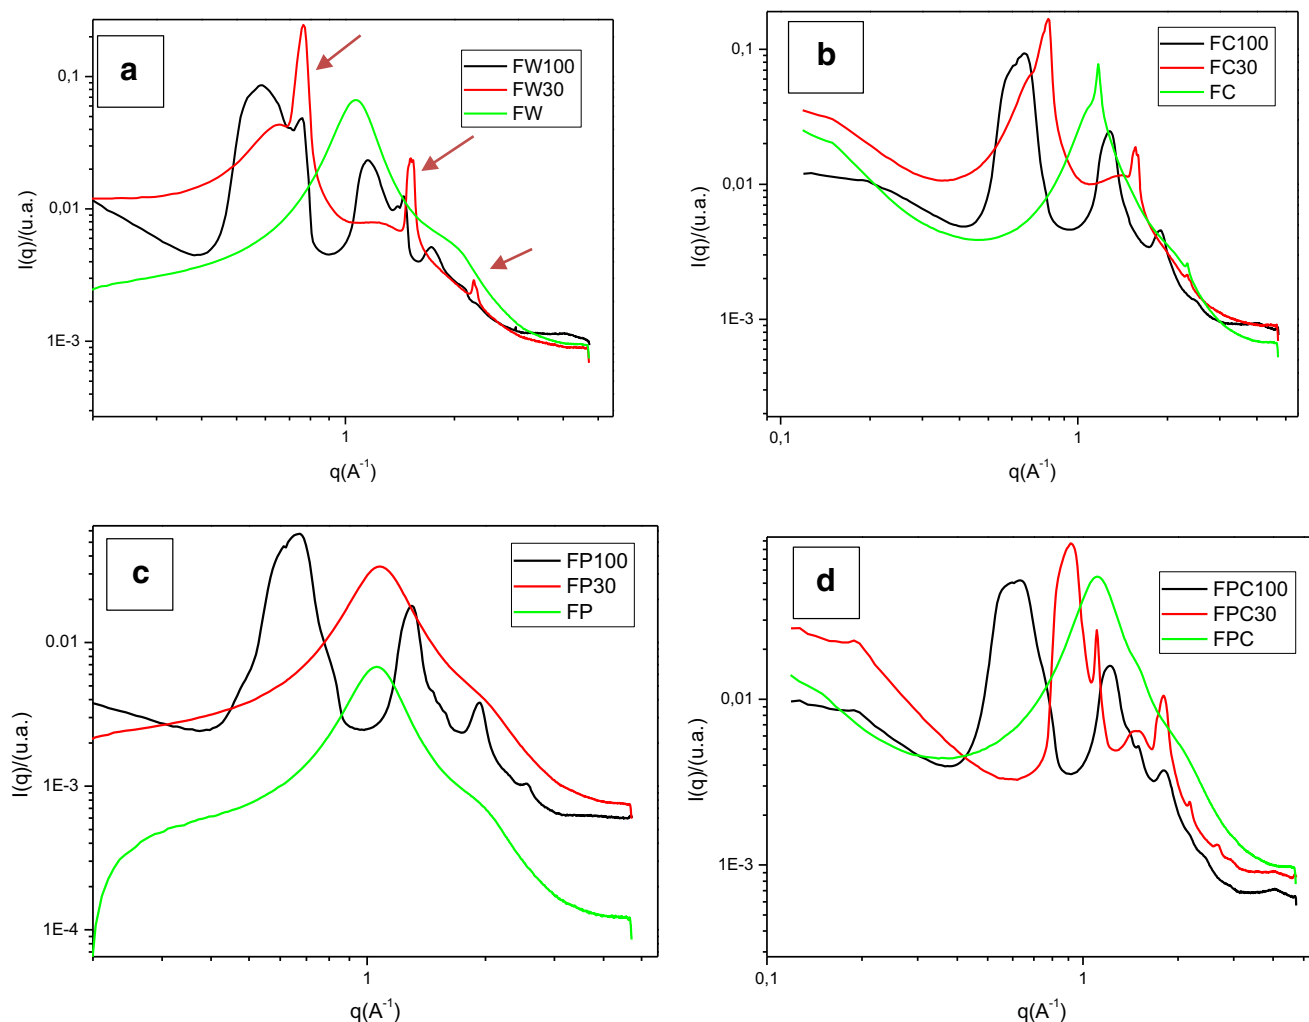 a
FW100
FW30
FW
0,1
0,01
1E-3
I(q)/(u.a.)
1
q(A⁻¹)
b
FC100
FC30
FC
0,1
0,01
1E-3
I(q)/(u.a.)
0,1
1
q(A⁻¹)
c
FP100
FP30
FP
0.01
1E-3
1E-4
I(q)/(u.a.)
1
q(A⁻¹)
d
FPC100
FPC30
FPC
0,01
1E-3
I(q)/(u.a.)
0,1
1
q(A⁻¹)